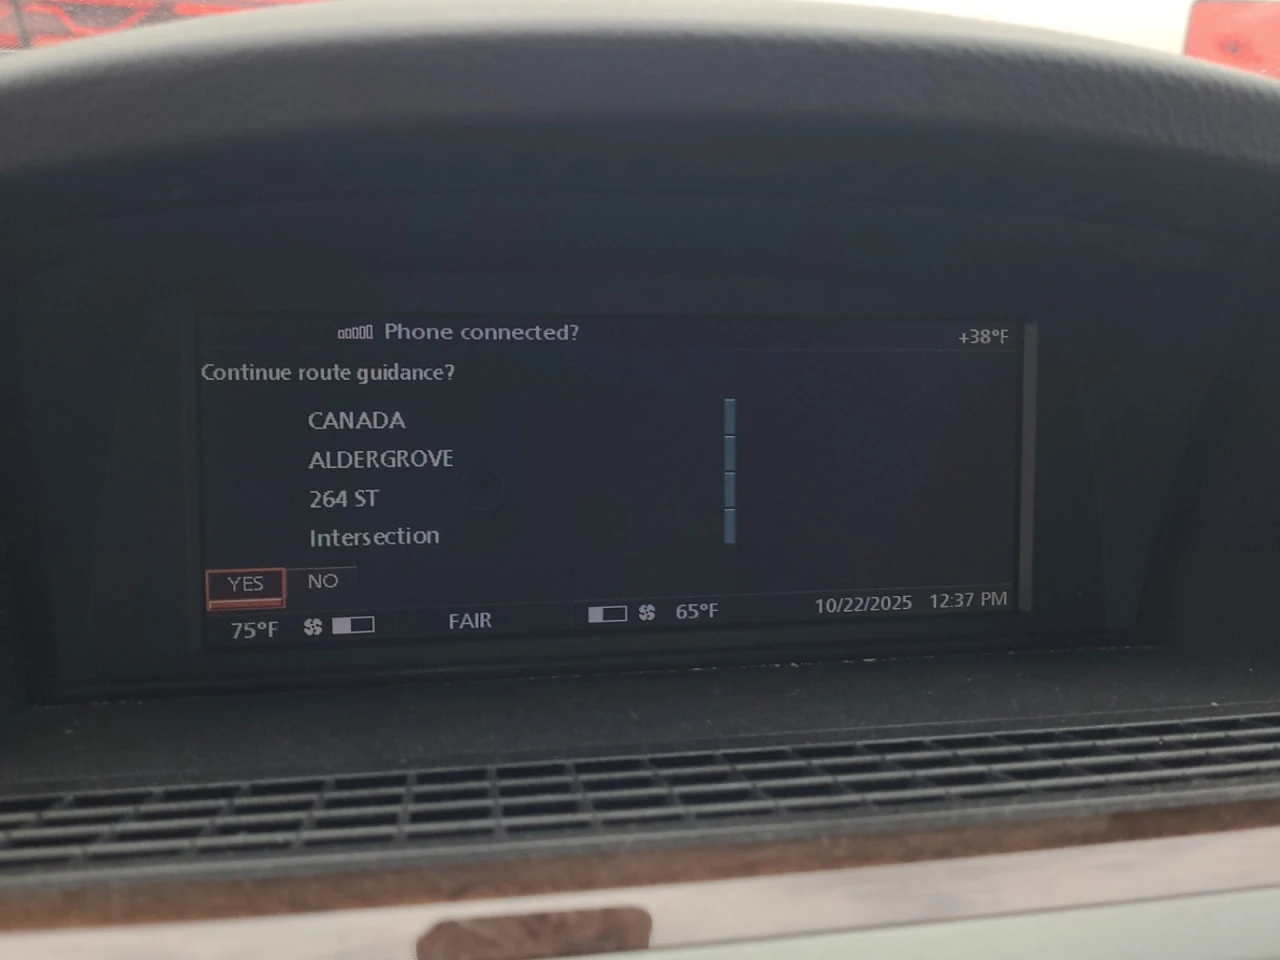 Phone connected? +38°F
Continue route guidance?
CANADA
ALDERGROVE
264 ST
Intersection
YES NO
75°F FAIR 65°F 10/22/2025 12:37 PM